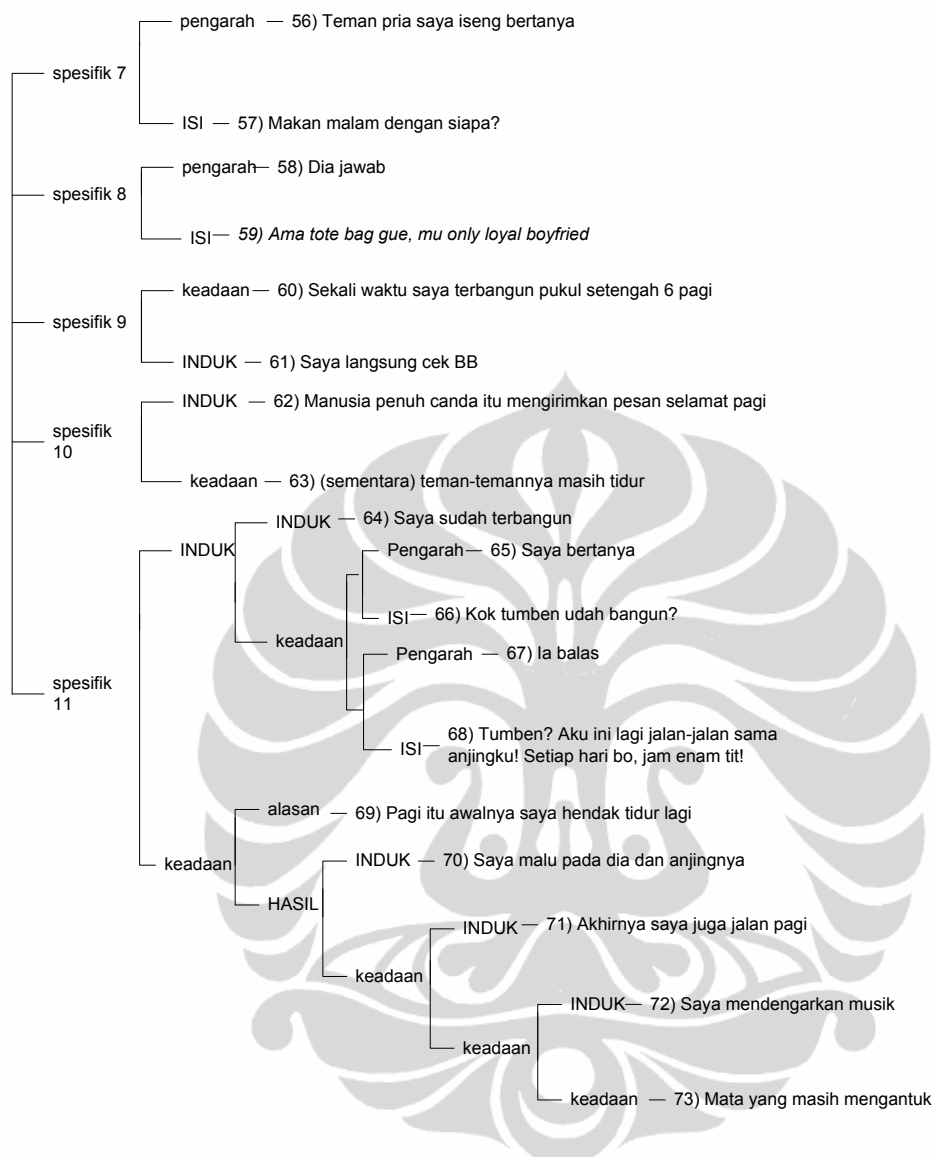 pengarah
56) Teman pria saya iseng bertanya
spesifik 7
ISI
57) Makan malam dengan siapa?
pengarah
58) Dia jawab
spesifik 8
ISI
59) Ama tote bag gue, mu only loyal boyfried
keadaan
60) Sekali waktu saya terbangun pukul setengah 6 pagi
spesifik 9
INDUK
61) Saya langsung cek BB
INDUK
62) Manusia penuh canda itu mengirimkan pesan selamat pagi
spesifik
10
keadaan
63) (sementara) teman-temannya masih tidur
INDUK
INDUK
64) Saya sudah terbangun
Pengarah
65) Saya bertanya
ISI
66) Kok tumben udah bangun?
keadaan
Pengarah
67) Ia balas
spesifik
11
ISI
68) Tumben? Aku ini lagi jalan-jalan sama
anjingku! Setiap hari bo, jam enam tit!
alasan
69) Pagi itu awalnya saya hendak tidur lagi
keadaan
INDUK
70) Saya malu pada dia dan anjingnya
HASIL
INDUK
71) Akhirnya saya juga jalan pagi
keadaan
INDUK
72) Saya mendengarkan musik
keadaan
keadaan
73) Mata yang masih mengantuk